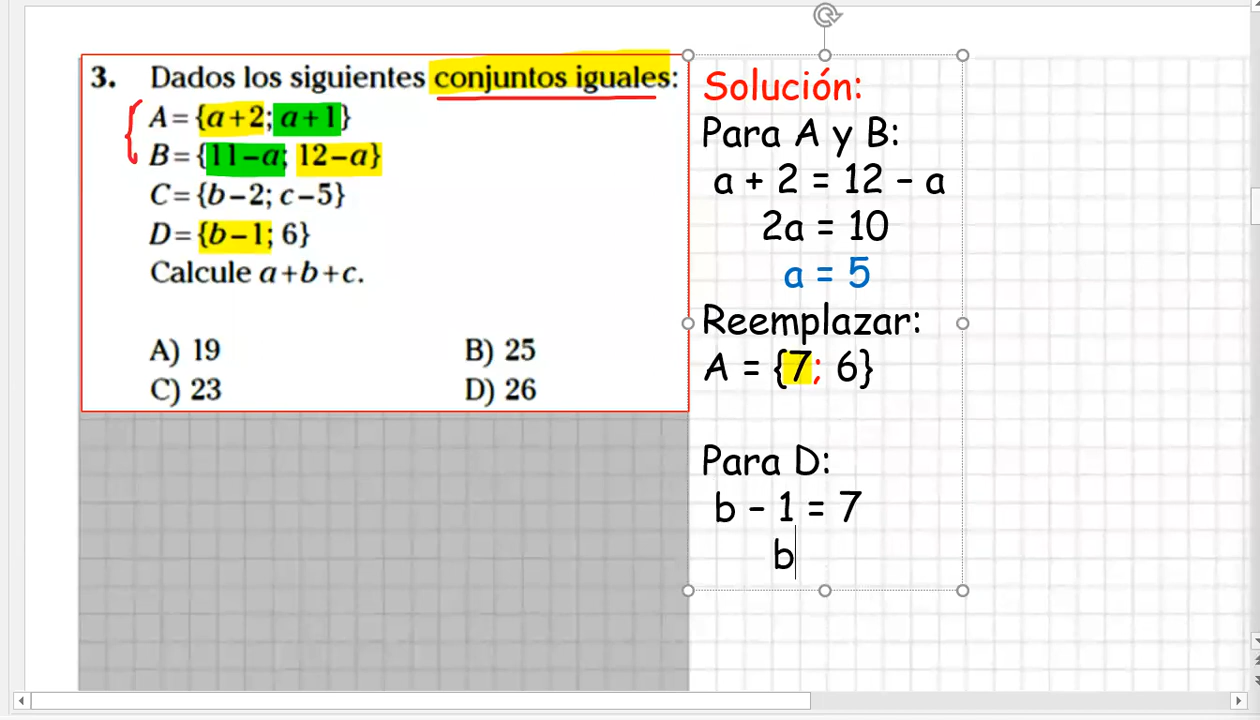 3. Dados los siguientes conjuntos iguales:
A={a+2; a+1}
B={11−a; 12−a}
C={b−2; c−5}
D={b−1; 6}
Calcule a+b+c.
A) 19 B) 25
C) 23 D) 26
Solución:
Para A y B:
a + 2 = 12 − a
2a = 10
a = 5
Reemplazar:
A = {7; 6}
Para D:
b − 1 = 7
b